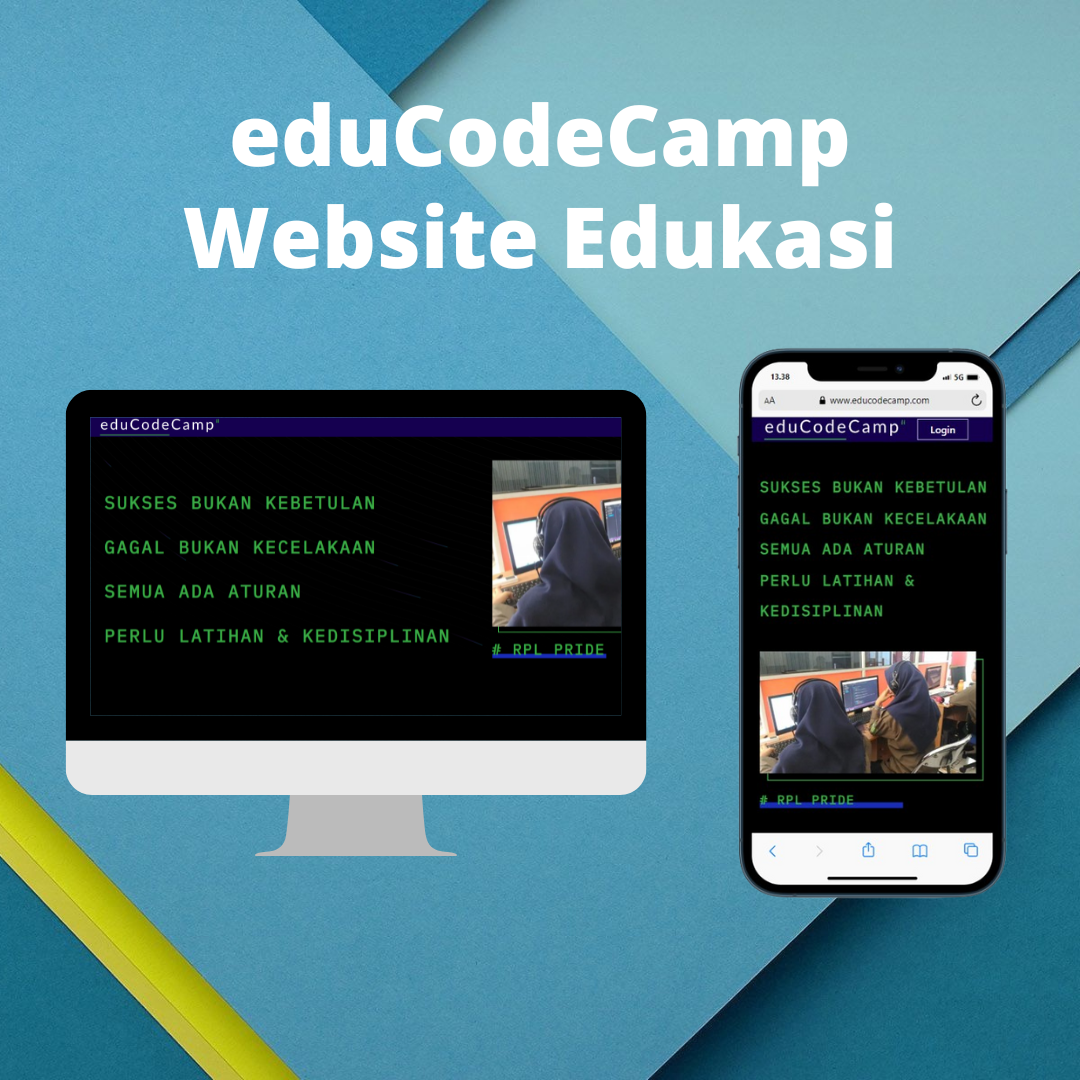 eduCodeCamp
Website Edukasi
eduCodeCamp"
SUKSES BUKAN KEBETULAN
GAGAL BUKAN KECELAKAAN
SEMUA ADA ATURAN
PERLU LATIHAN & KEDISIPLINAN
# RPL PRIDE
13.38
5G
AA
www.educodecamp.com
eduCodeCamp"
Login
SUKSES BUKAN KEBETULAN
GAGAL BUKAN KECELAKAAN
SEMUA ADA ATURAN
PERLU LATIHAN &
KEDISIPLINAN
# RPL PRIDE